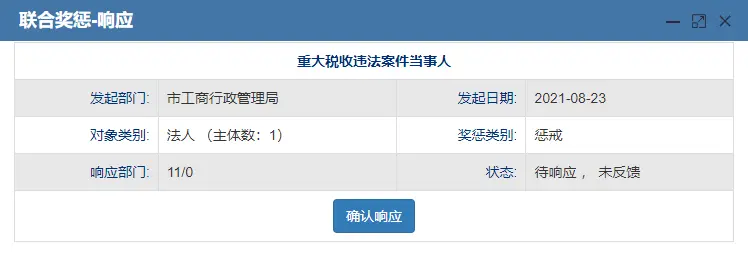 联合奖惩-响应
重大税收违法案件当事人
发起部门: 市工商行政管理局 发起日期: 2021-08-23
对象类别: 法人 （主体数：1） 奖惩类别: 惩戒
响应部门: 11/0 状态: 待响应 ， 未反馈
确认响应